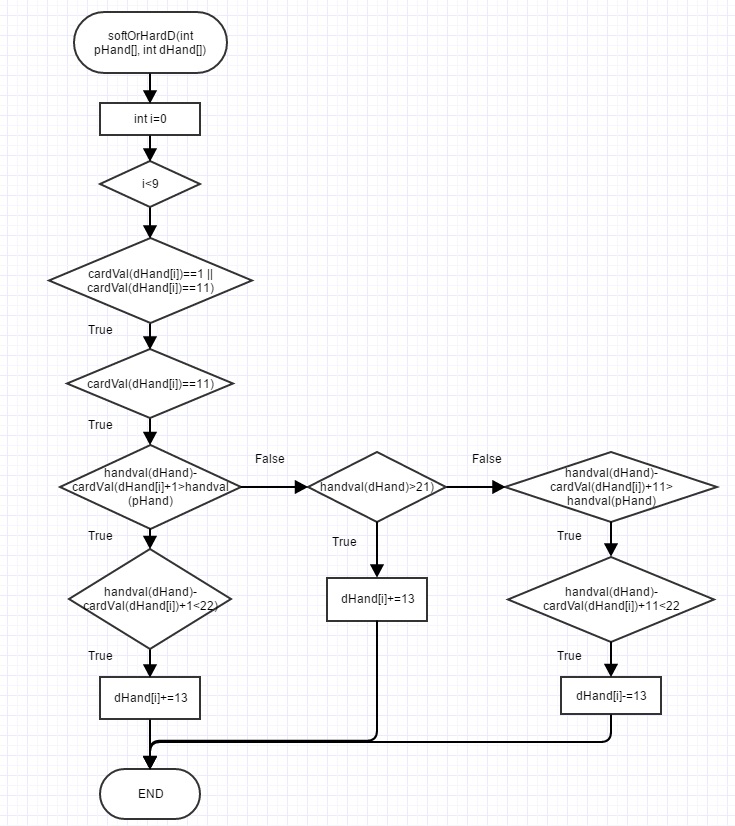 softOrHardD(int
pHand[], int dHand[])
int i=0
i<9
cardVal(dHand[i])==1 ||
cardVal(dHand[i])==11)
True
cardVal(dHand[i])==11)
True
handval(dHand)-
cardVal(dHand[i]+1>handval
(pHand)
False
handval(dHand)>21)
False
handval(dHand)-
cardVal(dHand[i])+11>
handval(pHand)
True
True
True
handval(dHand)-
cardVal(dHand[i])+1<22)
dHand[i]+=13
handval(dHand)-
cardVal(dHand[i])+11<22
True
True
dHand[i]+=13
dHand[i]-=13
END